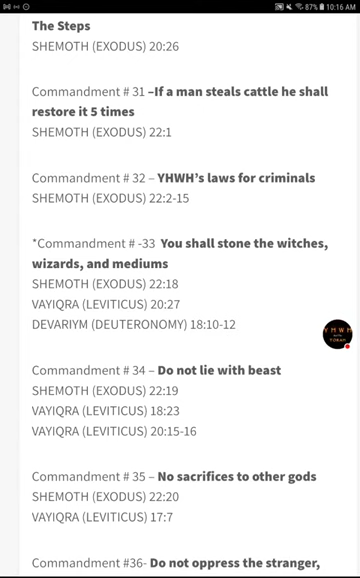 87% 10:16 AM
The Steps
SHEMOTH (EXODUS) 20:26
Commandment # 31 –If a man steals cattle he shall
restore it 5 times
SHEMOTH (EXODUS) 22:1
Commandment # 32 – YHWH’s laws for criminals
SHEMOTH (EXODUS) 22:2-15
*Commandment # -33 You shall stone the witches,
wizards, and mediums
SHEMOTH (EXODUS) 22:18
VAYIQRA (LEVITICUS) 20:27
DEVARIYM (DEUTERONOMY) 18:10-12
Commandment # 34 – Do not lie with beast
SHEMOTH (EXODUS) 22:19
VAYIQRA (LEVITICUS) 18:23
VAYIQRA (LEVITICUS) 20:15-16
Commandment # 35 – No sacrifices to other gods
SHEMOTH (EXODUS) 22:20
VAYIQRA (LEVITICUS) 17:7
Commandment #36- Do not oppress the stranger,